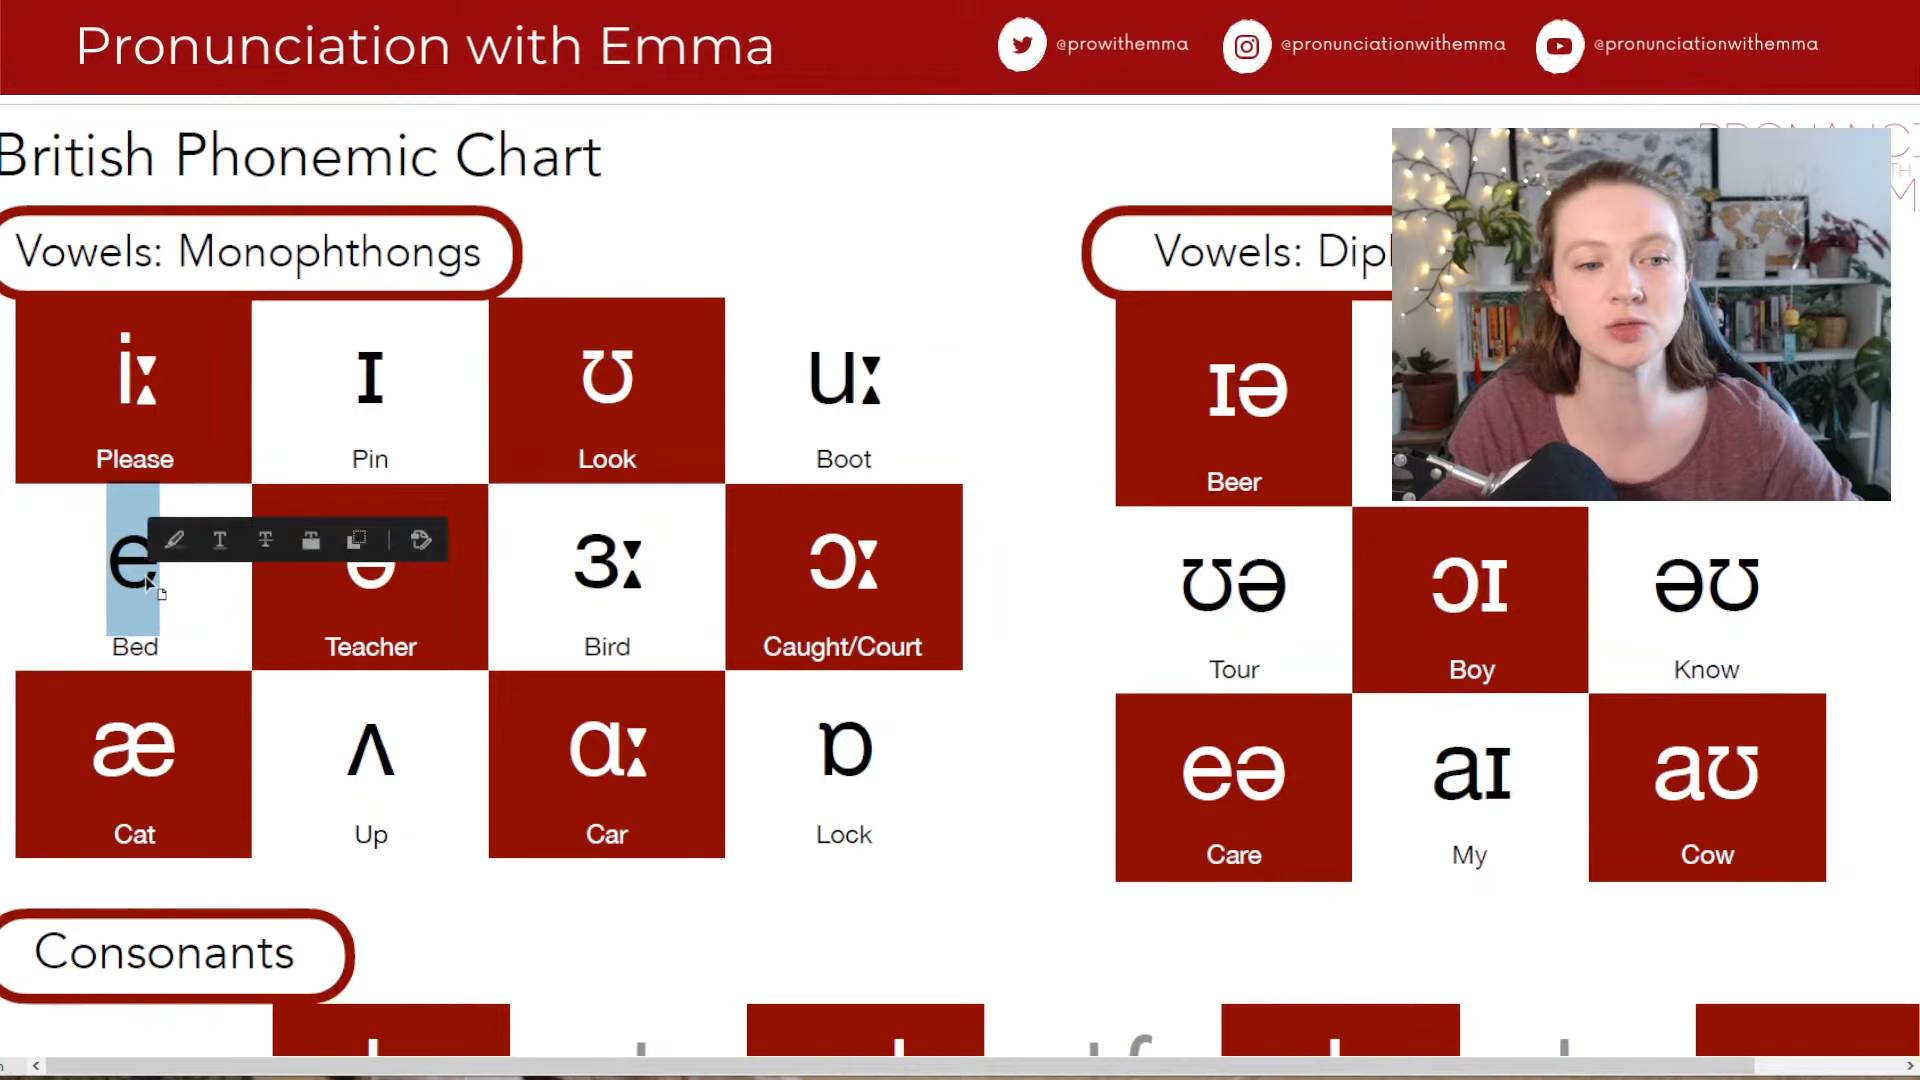 Pronunciation with Emma
@prowithemma
@pronunciationwithemma
@pronunciationwithemma
British Phonemic Chart
Vowels: Monophthongs
iː
ɪ
ʊ
uː
Please
Pin
Look
Boot
e
ə
ɜː
ɔː
Bed
Teacher
Bird
Caught/Court
æ
ʌ
ɑː
ɒ
Cat
Up
Car
Lock
Vowels: Dip
ɪə
Beer
ʊə
ɔɪ
əʊ
Tour
Boy
Know
eə
aɪ
aʊ
Care
My
Cow
Consonants